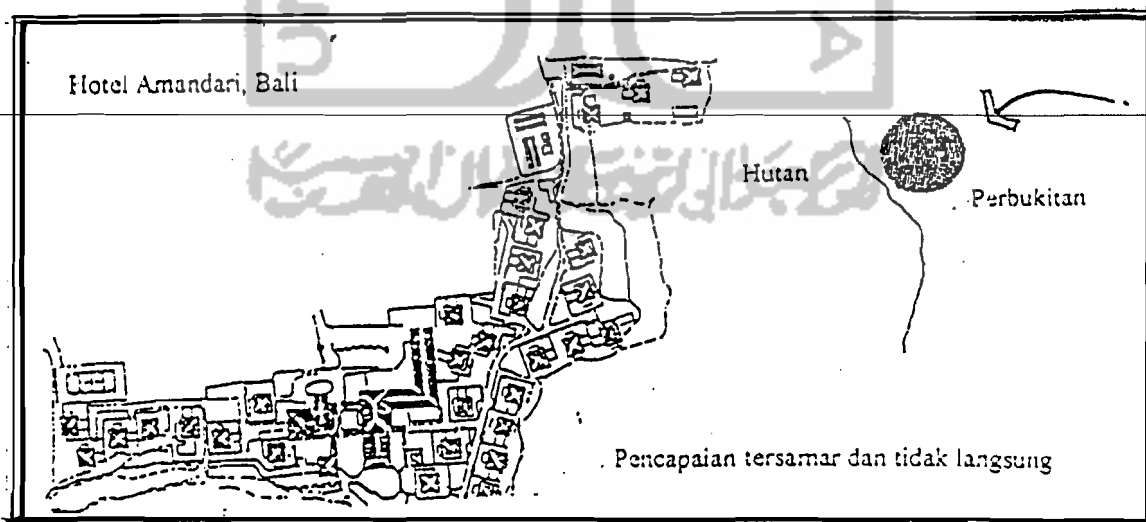 Hotel Amandari, Bali
Hutan
Perbukitan
Pencapaian tersamar dan tidak langsung